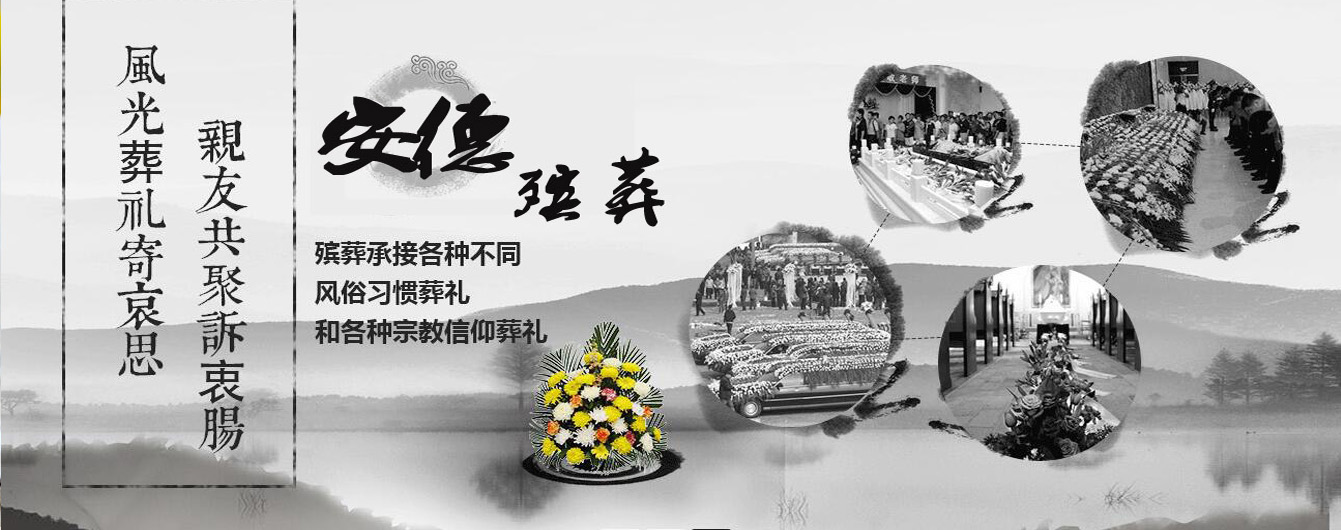 風光葬礼寄哀思
親友共聚訴衷腸
安德
殡葬
殡葬承接各种不同
风俗习惯葬礼
和各种宗教信仰葬礼